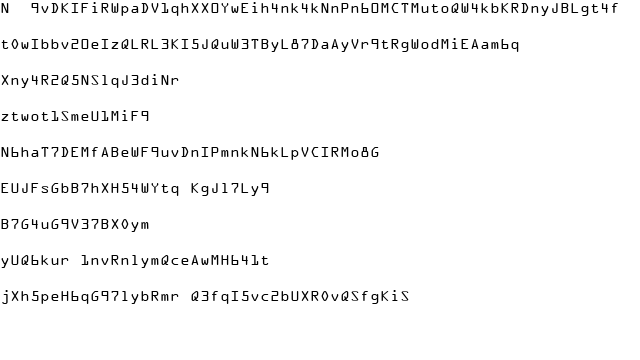 N  9vDKIFiRWpaDV1qhXXOYwEih4nk4kNnPn6OMCTMutoQW4kbKRDnyJBLgt4f
t0wIbbv2OeIzQLRL3KI5JQuW3TByL87DaAyVr9tRgWodMiEAam6q
Xny4R2Q5NSlqJ3diNr
ztwot1SmeU1MiF9
N6haT7DEMfABeWF9uvDnIPmnkN6kLpVCIRMo8G
EUJFsGbB7hXH54WYtq KgJl7Ly9
B7G4uG9V37BX0ym
yUQ6kur 1nvRnlymQceAwMH641t
jXh5peH6qG97lybRmr Q3fqI5vc2bUXR0vQSfgKiS